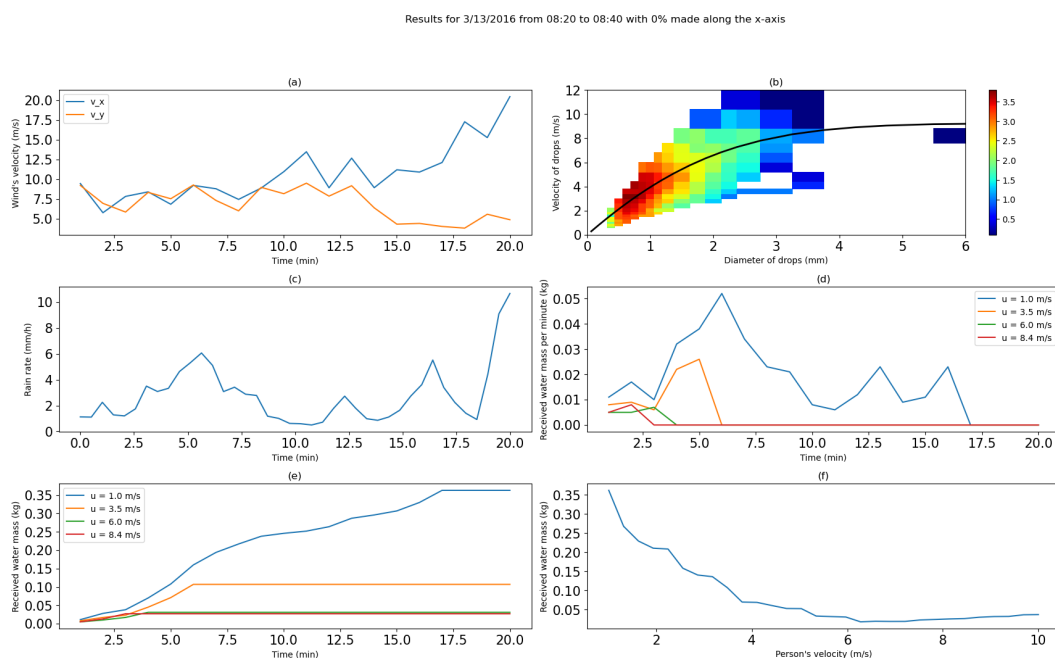 Results for 3/13/2016 from 08:20 to 08:40 with 0% made along the x-axis
(a)
Wind's velocity (m/s)
20.0
17.5
15.0
12.5
10.0
7.5
5.0
v_x
v_y
2.5 5.0 7.5 10.0 12.5 15.0 17.5 20.0
Time (min)
(b)
Velocity of drops (m/s)
12
10
8
6
4
2
0
0 1 2 3 4 5 6
Diameter of drops (mm)
3.5
3.0
2.5
2.0
1.5
1.0
0.5
(c)
Rain rate (mm/h)
10
8
6
4
2
0
0.0 2.5 5.0 7.5 10.0 12.5 15.0 17.5 20.0
Time (min)
(d)
Received water mass per minute (kg)
0.05
0.04
0.03
0.02
0.01
0.00
u = 1.0 m/s
u = 3.5 m/s
u = 6.0 m/s
u = 8.4 m/s
2.5 5.0 7.5 10.0 12.5 15.0 17.5 20.0
Time (min)
(e)
Received water mass (kg)
0.35
0.30
0.25
0.20
0.15
0.10
0.05
0.00
u = 1.0 m/s
u = 3.5 m/s
u = 6.0 m/s
u = 8.4 m/s
2.5 5.0 7.5 10.0 12.5 15.0 17.5 20.0
Time (min)
(f)
Received water mass (kg)
0.35
0.30
0.25
0.20
0.15
0.10
0.05
2 4 6 8 10
Person's velocity (m/s)